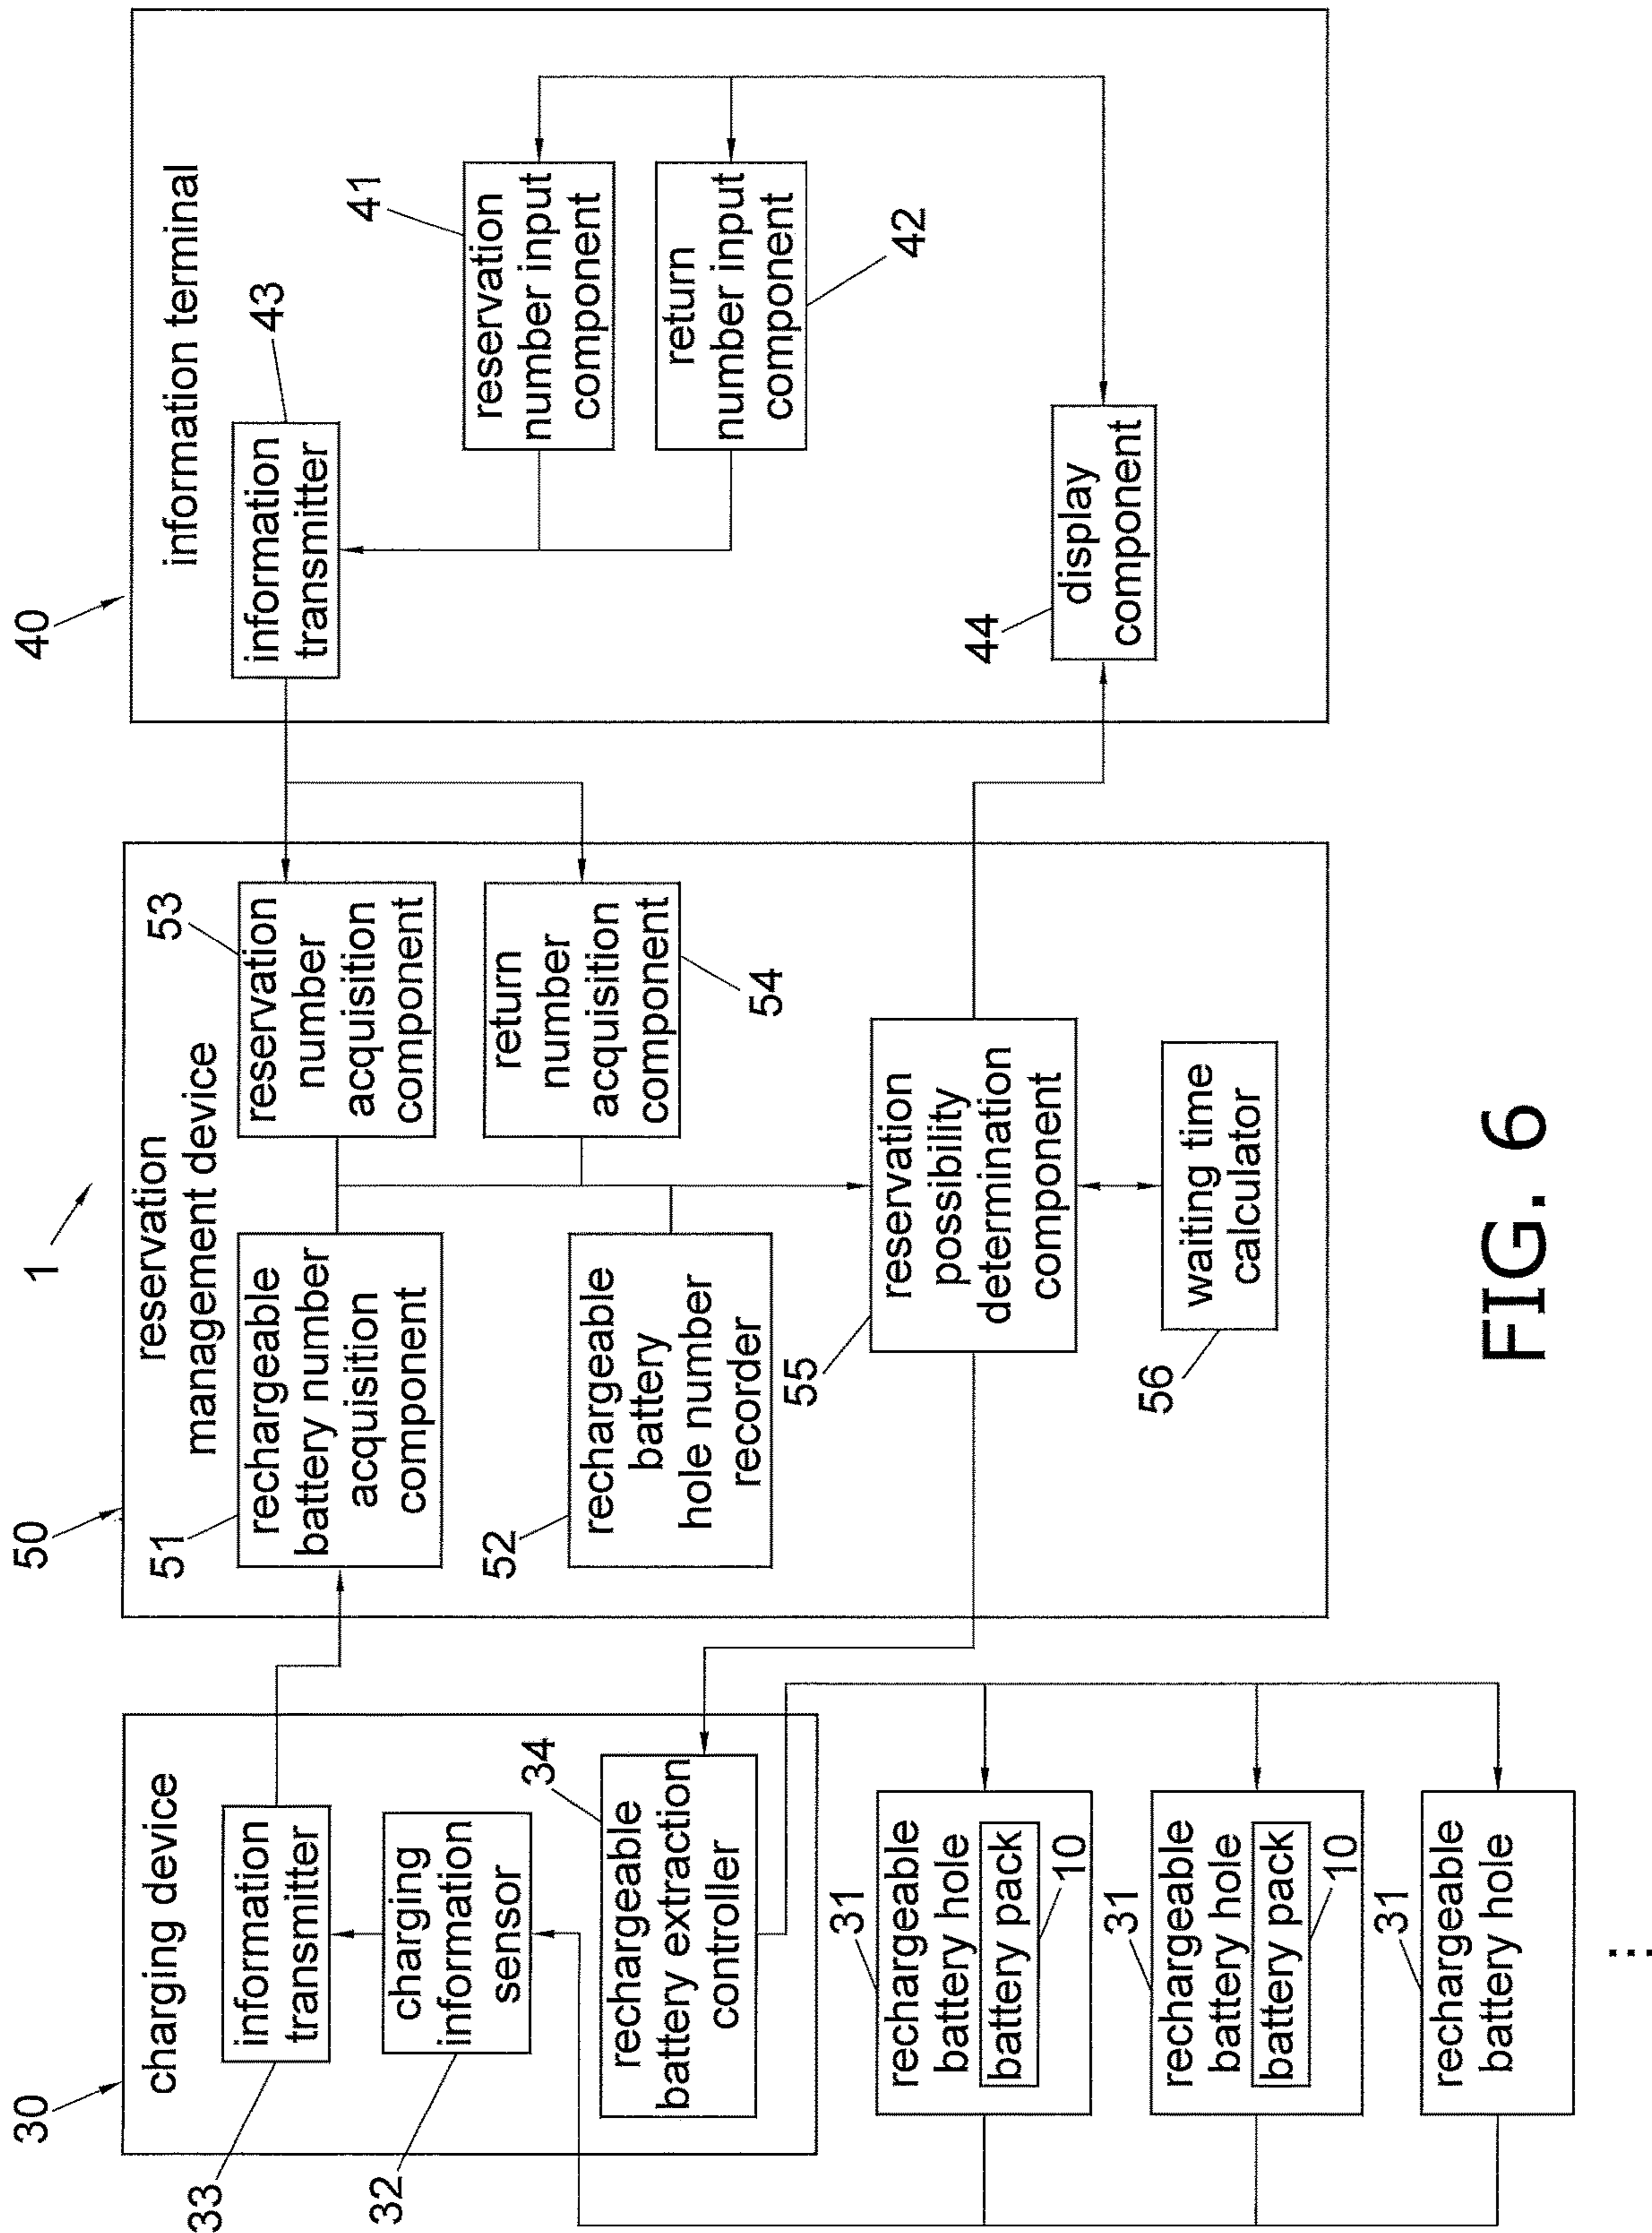 1
30
charging device
33
information
transmitter
32
charging
information
sensor
34
rechargeable
battery extraction
controller
31
rechargeable
battery hole
battery pack
10
31
rechargeable
battery hole
battery pack
10
31
rechargeable
battery hole
...
50
reservation
management device
51
rechargeable
battery number
acquisition
component
52
rechargeable
battery
hole number
recorder
53
reservation
number
acquisition
component
54
return
number
acquisition
component
55
reservation
possibility
determination
component
56
waiting time
calculator
40
information terminal
43
information
transmitter
41
reservation
number input
component
42
return
number input
component
44
display
component
FIG. 6